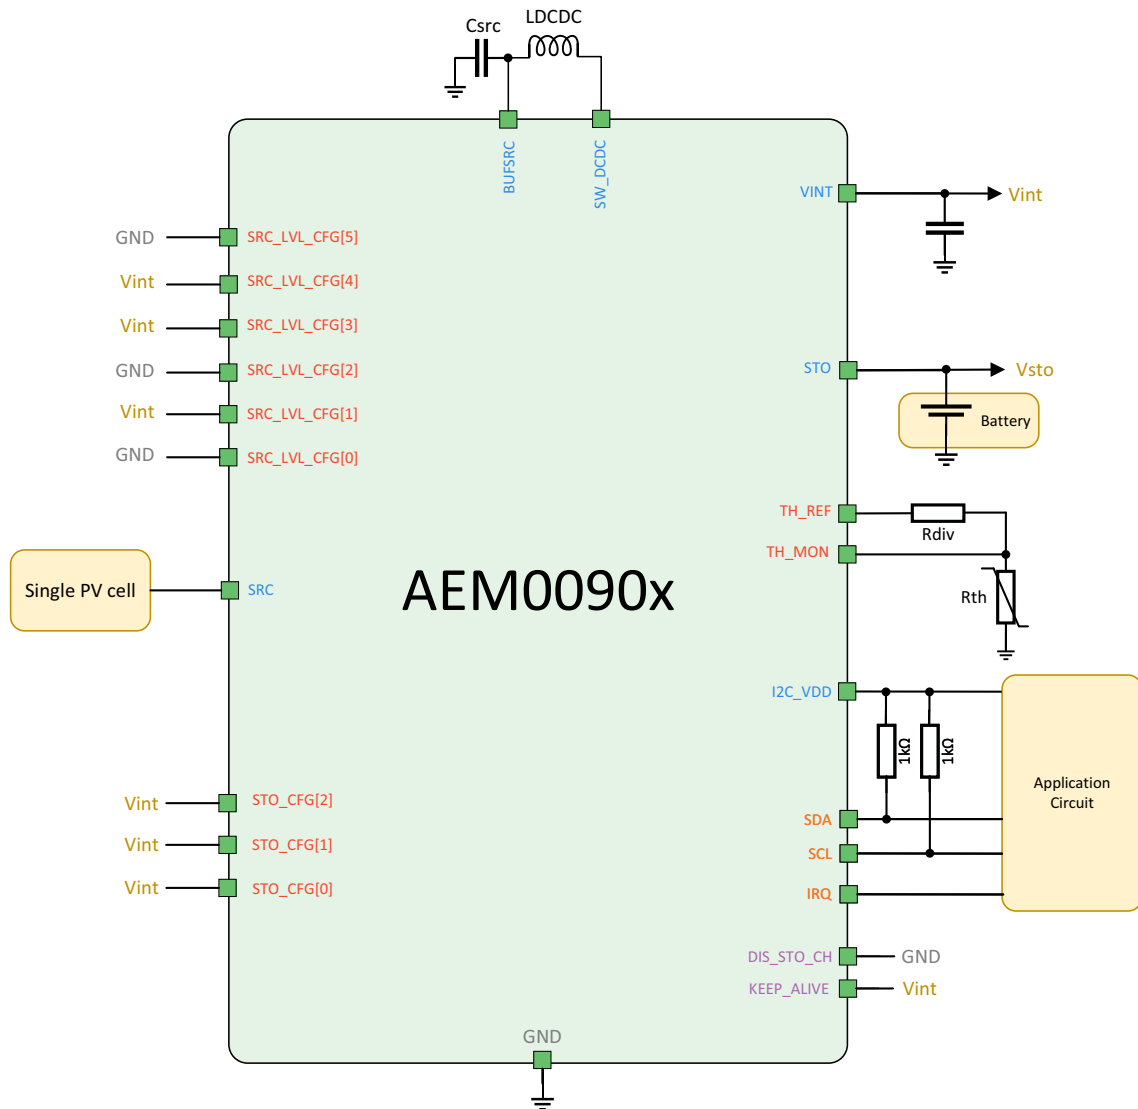 Csrc
LDCDC
BUFSRC
SW_DCDC
VINT
Vint
GND
SRC_LVL_CFG[5]
Vint
SRC_LVL_CFG[4]
Vint
SRC_LVL_CFG[3]
GND
SRC_LVL_CFG[2]
Vint
SRC_LVL_CFG[1]
GND
SRC_LVL_CFG[0]
STO
Vsto
Battery
TH_REF
Rdiv
TH_MON
Rth
Single PV cell
SRC
AEM0090x
I2C_VDD
1kΩ
1kΩ
Application
Circuit
Vint
STO_CFG[2]
Vint
STO_CFG[1]
Vint
STO_CFG[0]
SDA
SCL
IRQ
DIS_STO_CH
GND
KEEP_ALIVE
Vint
GND